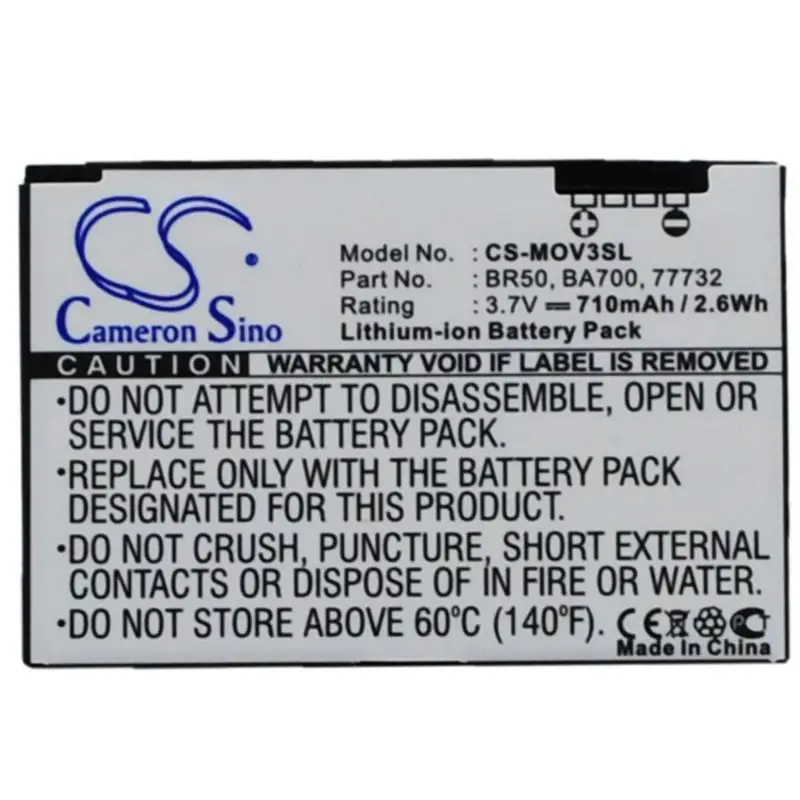 CS
Cameron Sino
Model No. : CS-MOV3SL
Part No. : BR50, BA700, 77732
Rating : 3.7V ⎓ 710mAh / 2.6Wh
Lithium-ion Battery Pack
CAUTION WARRANTY VOID IF LABEL IS REMOVED
•DO NOT ATTEMPT TO DISASSEMBLE, OPEN OR
SERVICE THE BATTERY PACK.
•REPLACE ONLY WITH THE BATTERY PACK
DESIGNATED FOR THIS PRODUCT.
•DO NOT CRUSH, PUNCTURE, SHORT EXTERNAL
CONTACTS OR DISPOSE OF IN FIRE OR WATER.
•DO NOT STORE ABOVE 60ºC (140ºF). CE
Made in China